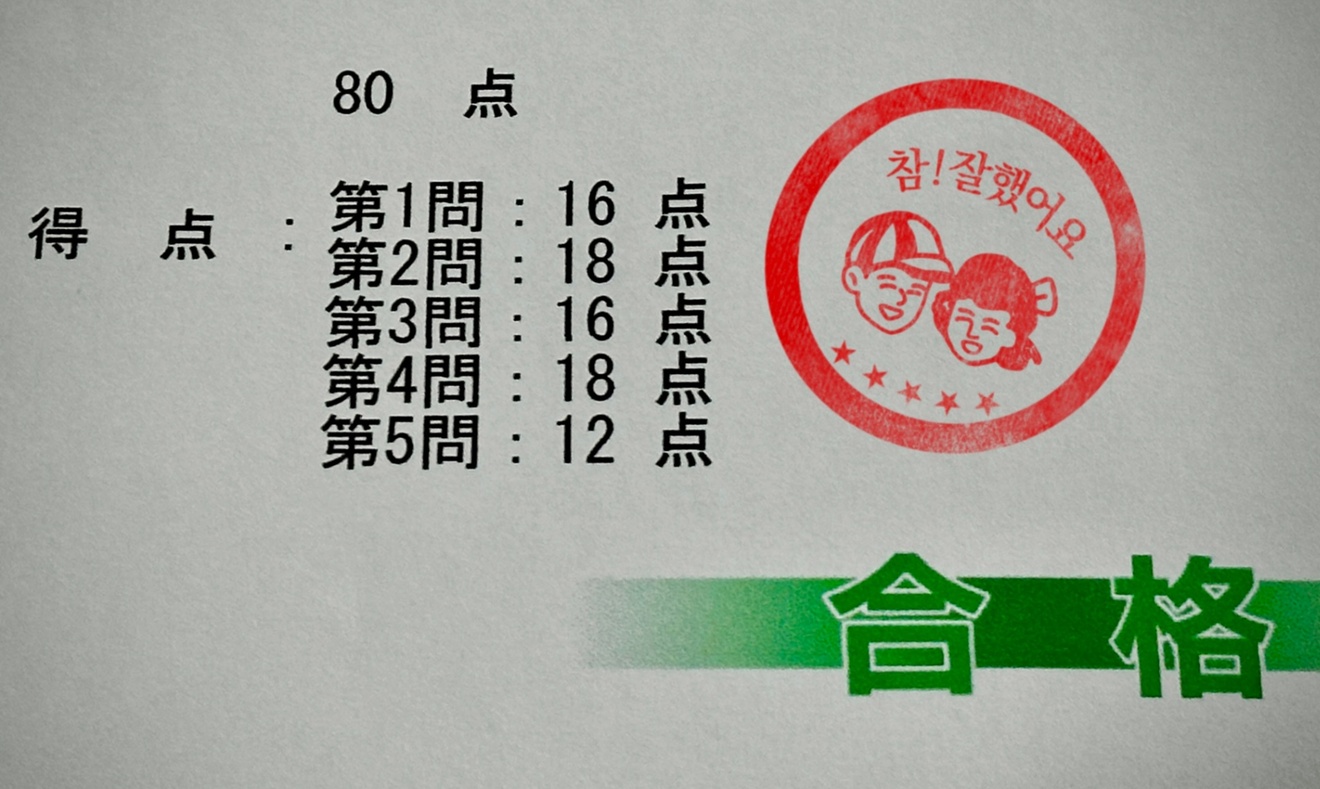 80 点
得 点 : 第1問 : 16 点
第2問 : 18 点
第3問 : 16 点
第4問 : 18 点
第5問 : 12 点
참! 잘했어요
合 格